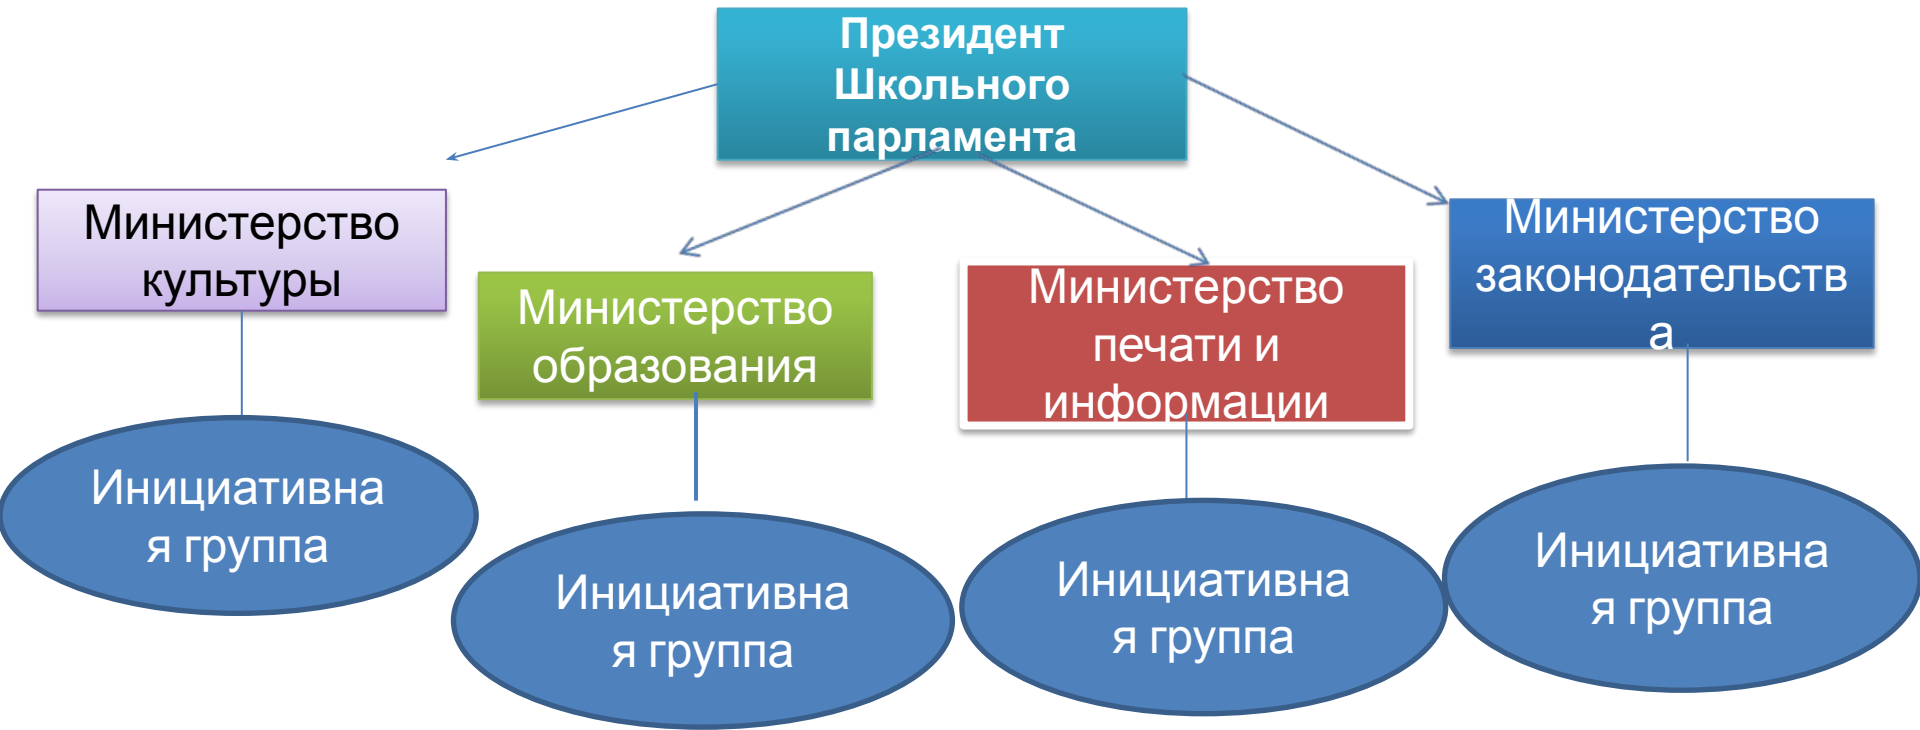 Президент
Школьного
парламента
Министерство
культуры
Министерство
образования
Министерство
печати и
информации
Министерство
законодательств
а
Инициативна
я группа
Инициативна
я группа
Инициативна
я группа
Инициативна
я группа